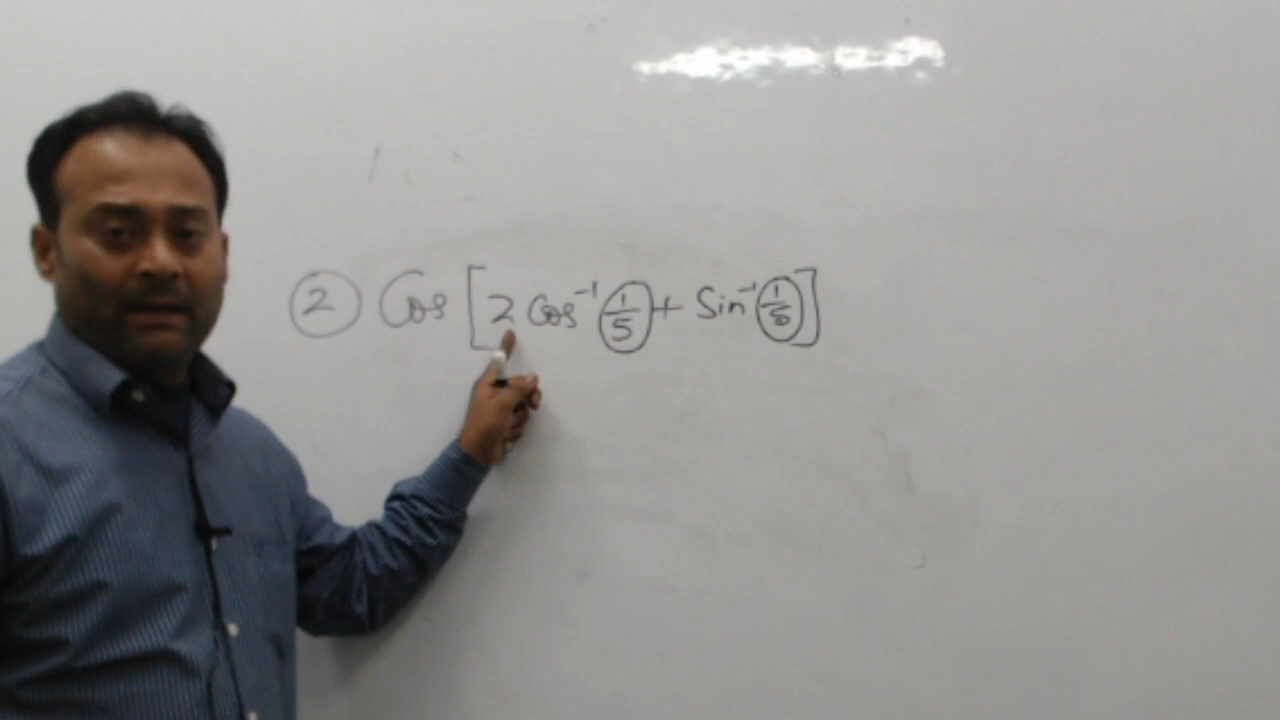 ② Cos [2 Cos⁻¹ (1/5) + Sin⁻¹ (1/5)]